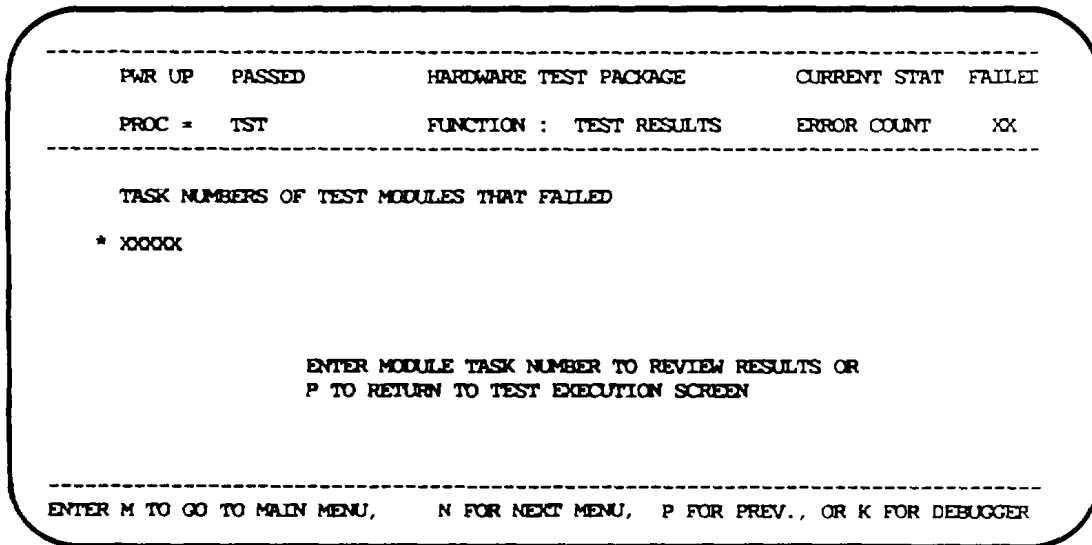 PWR UP PASSED HARDWARE TEST PACKAGE CURRENT STAT FAILED
PROC = TST FUNCTION : TEST RESULTS ERROR COUNT XX
TASK NUMBERS OF TEST MODULES THAT FAILED
* XXXXX
ENTER MODULE TASK NUMBER TO REVIEW RESULTS OR
P TO RETURN TO TEST EXECUTION SCREEN
ENTER M TO GO TO MAIN MENU, N FOR NEXT MENU, P FOR PREV., OR K FOR DEBUGGER